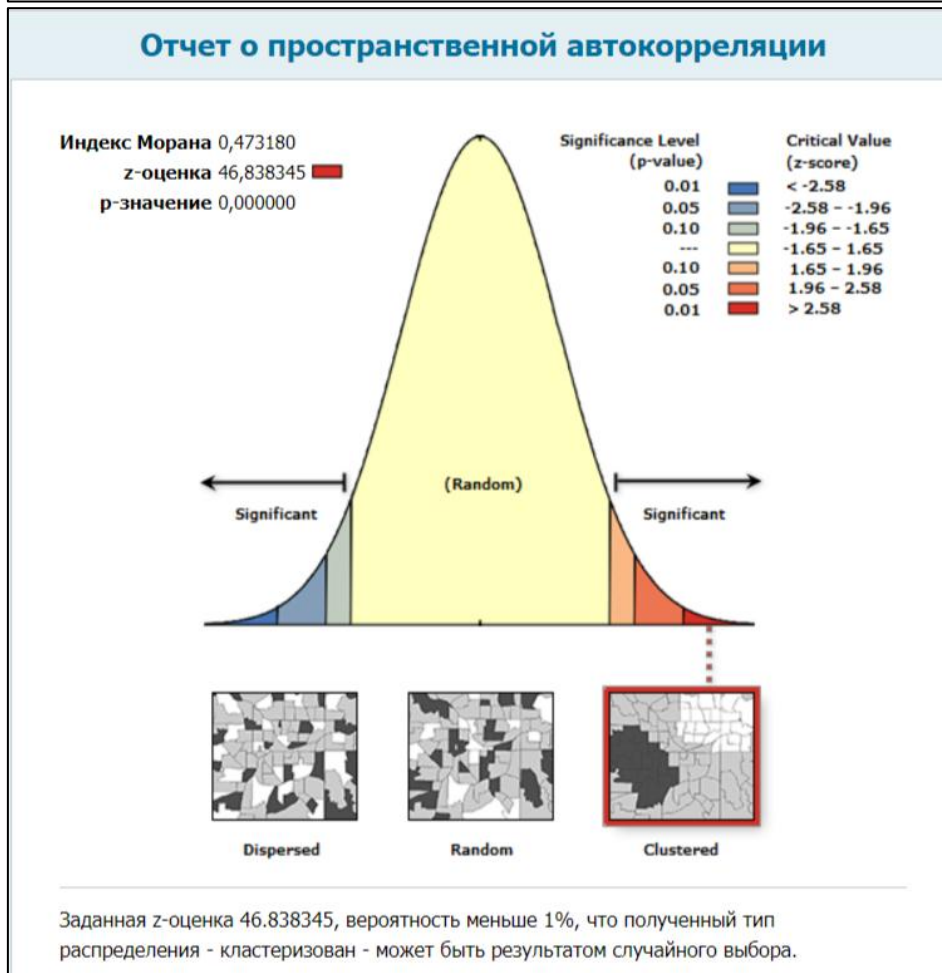 Отчет о пространственной автокорреляции
Индекс Морана 0,473180
z-оценка 46,838345
p-значение 0,000000
Significance Level Critical Value
(p-value) (z-score)
0.01 < -2.58
0.05 -2.58 – -1.96
0.10 -1.96 – -1.65
--- -1.65 – 1.65
0.10 1.65 – 1.96
0.05 1.96 – 2.58
0.01 > 2.58
(Random)
Significant Significant
Dispersed Random Clustered
Заданная z-оценка 46.838345, вероятность меньше 1%, что полученный тип
распределения - кластеризован - может быть результатом случайного выбора.